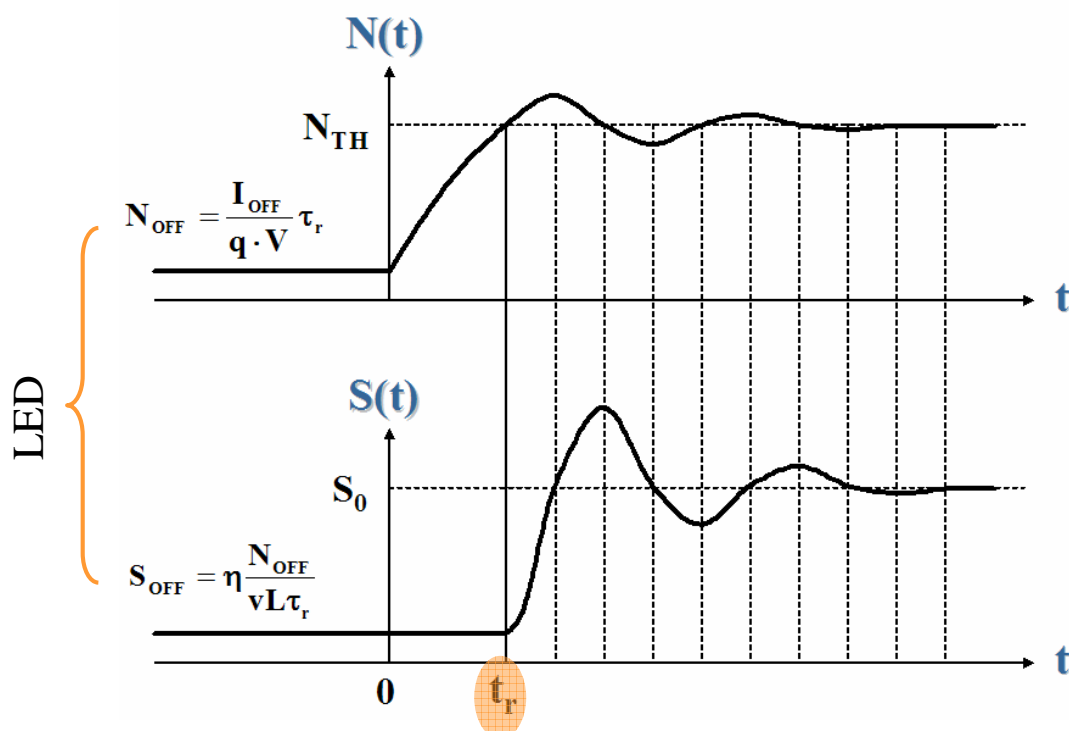 N(t)
N_TH
N_OFF = I_OFF / (q · V) τ_r
t
LED
S(t)
S_0
S_OFF = η N_OFF / (vLτ_r)
t
0 t_r